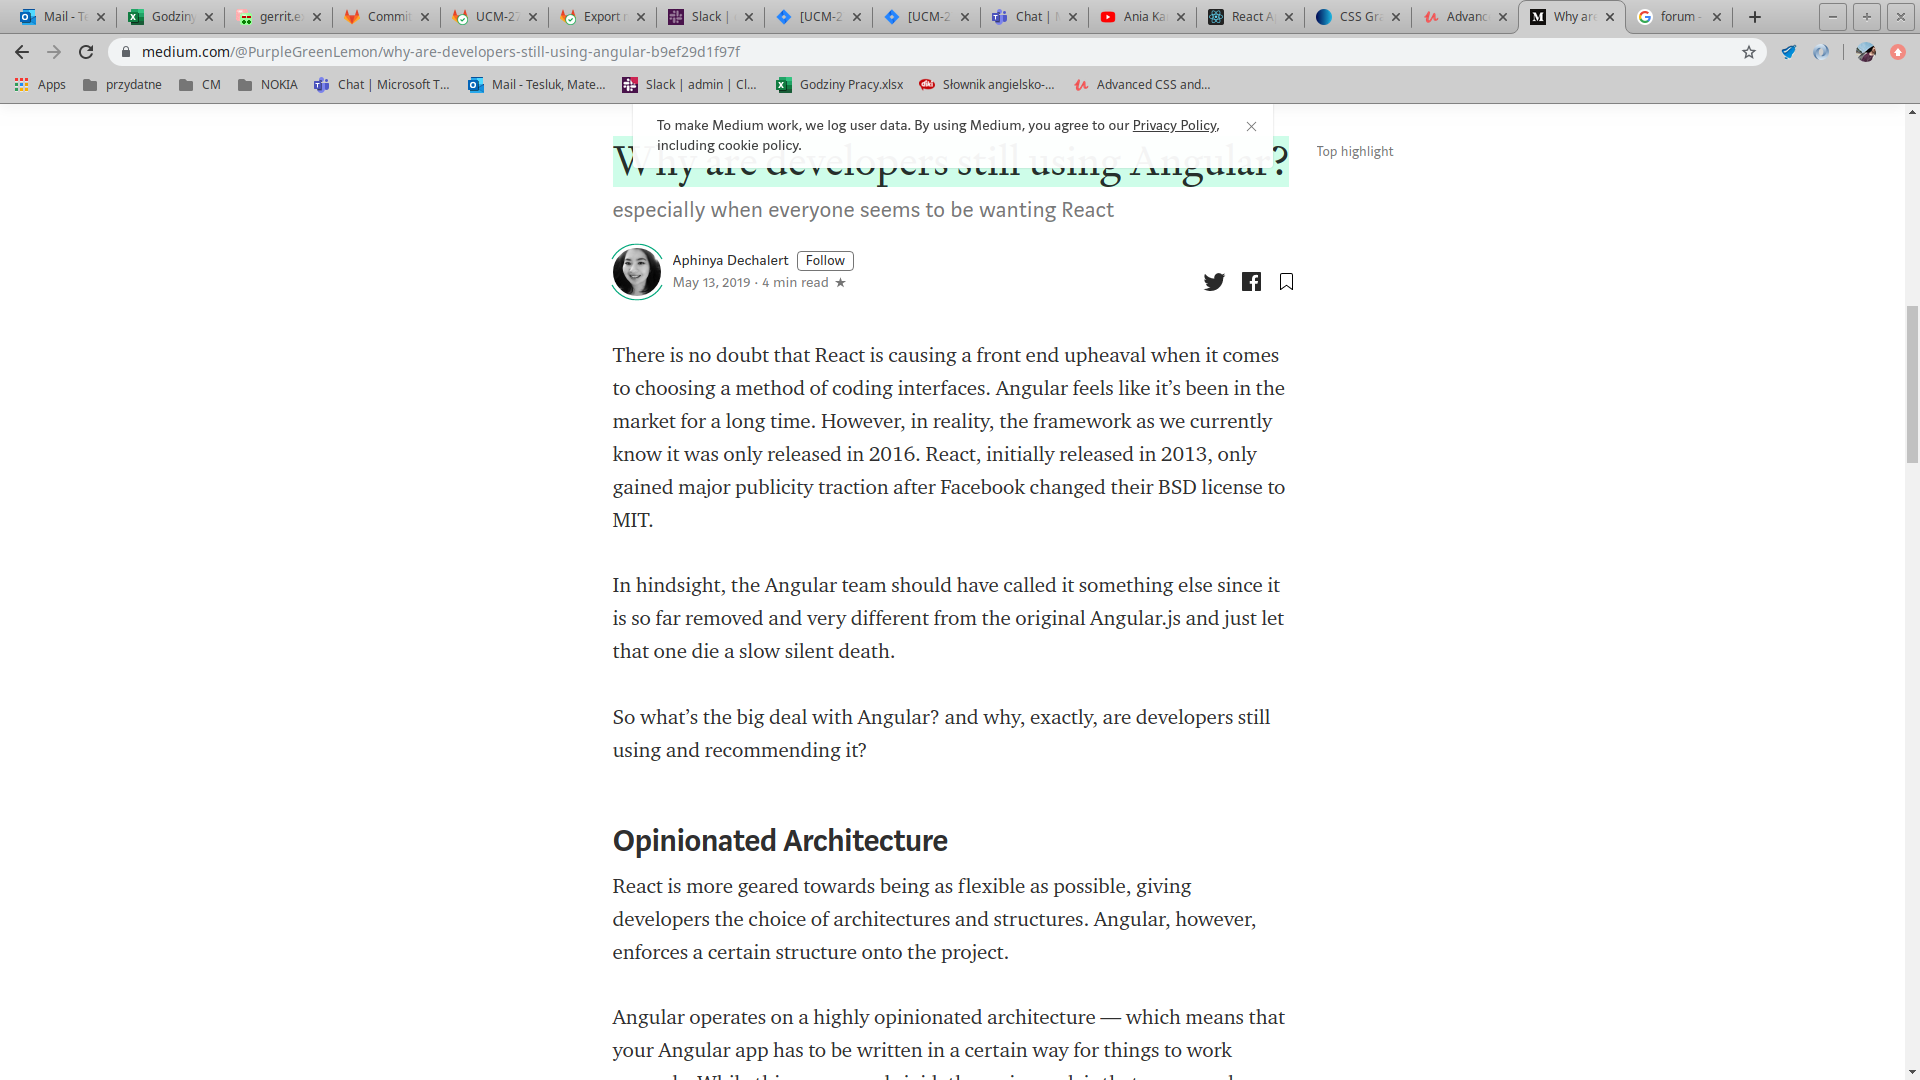 Mail - Te
Godziny
gerrit.e
Commit
UCM-27
Export r
Slack |
[UCM-2
[UCM-2
Chat | M
Ania Ka
React A
CSS Gr
Advanc
Why are
forum -
medium.com/@PurpleGreenLemon/why-are-developers-still-using-angular-b9ef29d1f97f
Apps
przydatne
CM
NOKIA
Chat | Microsoft T...
Mail - Tesluk, Mate...
Slack | admin | Cl...
Godziny Pracy.xlsx
Słownik angielsko-...
Advanced CSS and...
To make Medium work, we log user data. By using Medium, you agree to our Privacy Policy,
including cookie policy.
Why are developers still using Angular?
Top highlight
especially when everyone seems to be wanting React
Aphinya Dechalert Follow
May 13, 2019 · 4 min read ★
There is no doubt that React is causing a front end upheaval when it comes
to choosing a method of coding interfaces. Angular feels like it’s been in the
market for a long time. However, in reality, the framework as we currently
know it was only released in 2016. React, initially released in 2013, only
gained major publicity traction after Facebook changed their BSD license to
MIT.
In hindsight, the Angular team should have called it something else since it
is so far removed and very different from the original Angular.js and just let
that one die a slow silent death.
So what’s the big deal with Angular? and why, exactly, are developers still
using and recommending it?
Opinionated Architecture
React is more geared towards being as flexible as possible, giving
developers the choice of architectures and structures. Angular, however,
enforces a certain structure onto the project.
Angular operates on a highly opinionated architecture — which means that
your Angular app has to be written in a certain way for things to work